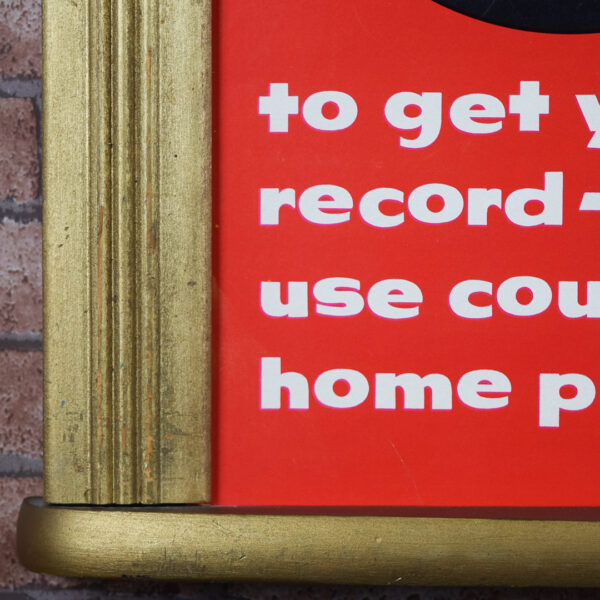 to get y
record-
use cou
home p